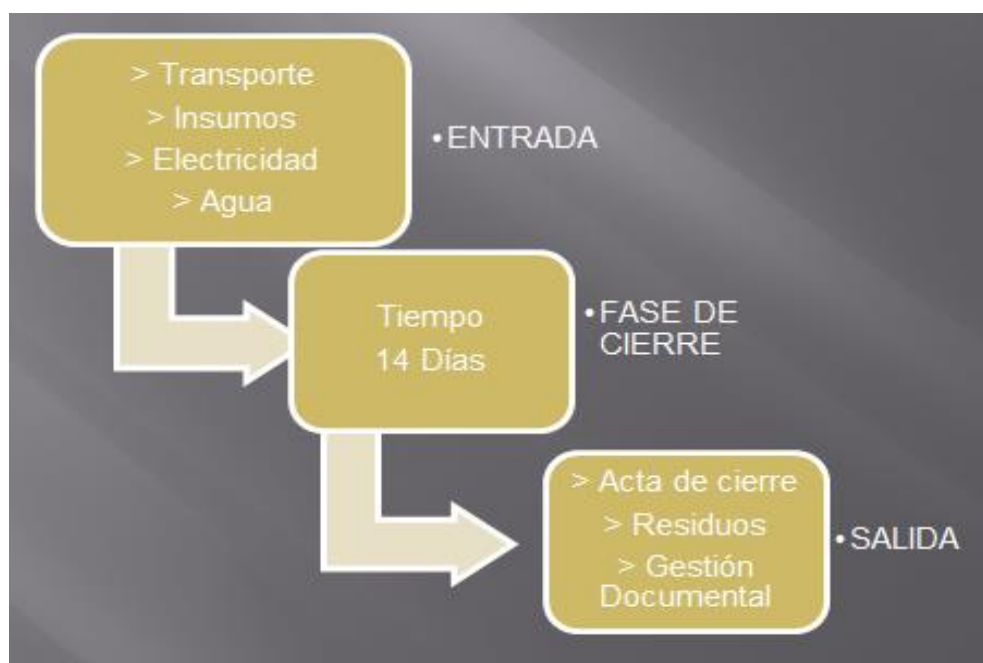 > Transporte
> Insumos
> Electricidad
> Agua
•ENTRADA
Tiempo
14 Días
•FASE DE
CIERRE
> Acta de cierre
> Residuos
> Gestión
Documental
•SALIDA